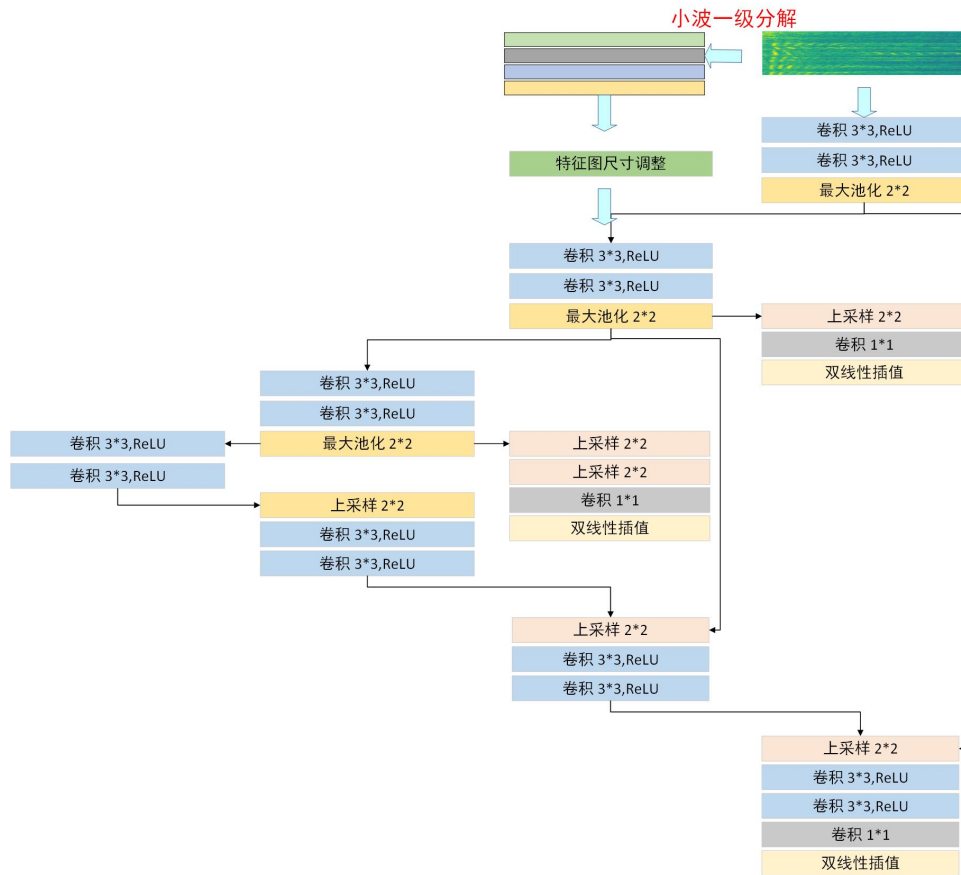 小波一级分解
卷积 3*3,ReLU
卷积 3*3,ReLU
最大池化 2*2
特征图尺寸调整
卷积 3*3,ReLU
卷积 3*3,ReLU
最大池化 2*2
上采样 2*2
卷积 1*1
双线性插值
卷积 3*3,ReLU
卷积 3*3,ReLU
最大池化 2*2
卷积 3*3,ReLU
卷积 3*3,ReLU
上采样 2*2
上采样 2*2
卷积 1*1
双线性插值
上采样 2*2
卷积 3*3,ReLU
卷积 3*3,ReLU
上采样 2*2
卷积 3*3,ReLU
卷积 3*3,ReLU
上采样 2*2
卷积 3*3,ReLU
卷积 3*3,ReLU
卷积 1*1
双线性插值